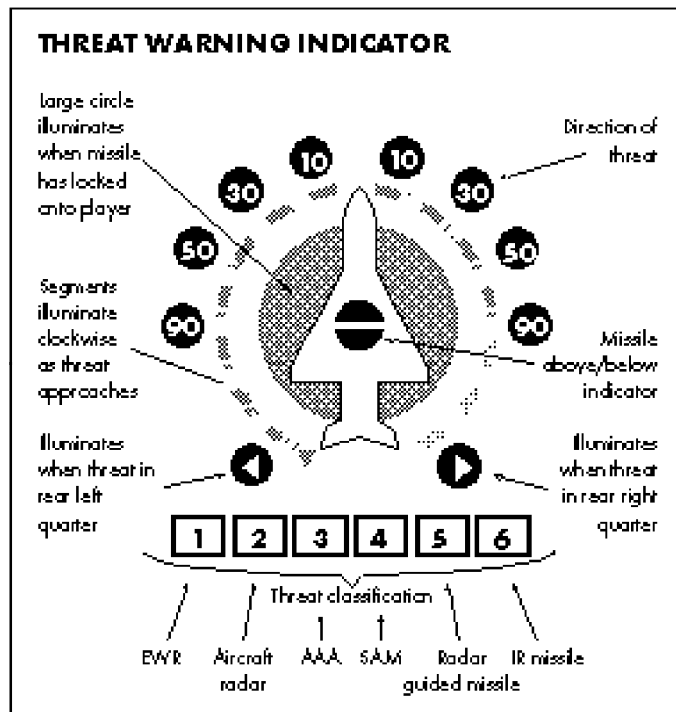 THREAT WARNING INDICATOR
Large circle
illuminates
when missile
has locked
onto player
Direction of
threat
10
10
30
30
50
50
90
90
Segments
illuminate
clockwise
as threat
approaches
Missile
above/below
indicator
Illuminates
when threat in
rear left
quarter
Illuminates
when threat
in rear right
quarter
1 2 3 4 5 6
Threat classification
EWR
Aircraft
radar
AAA
SAM
Radar
guided missile
IR missile